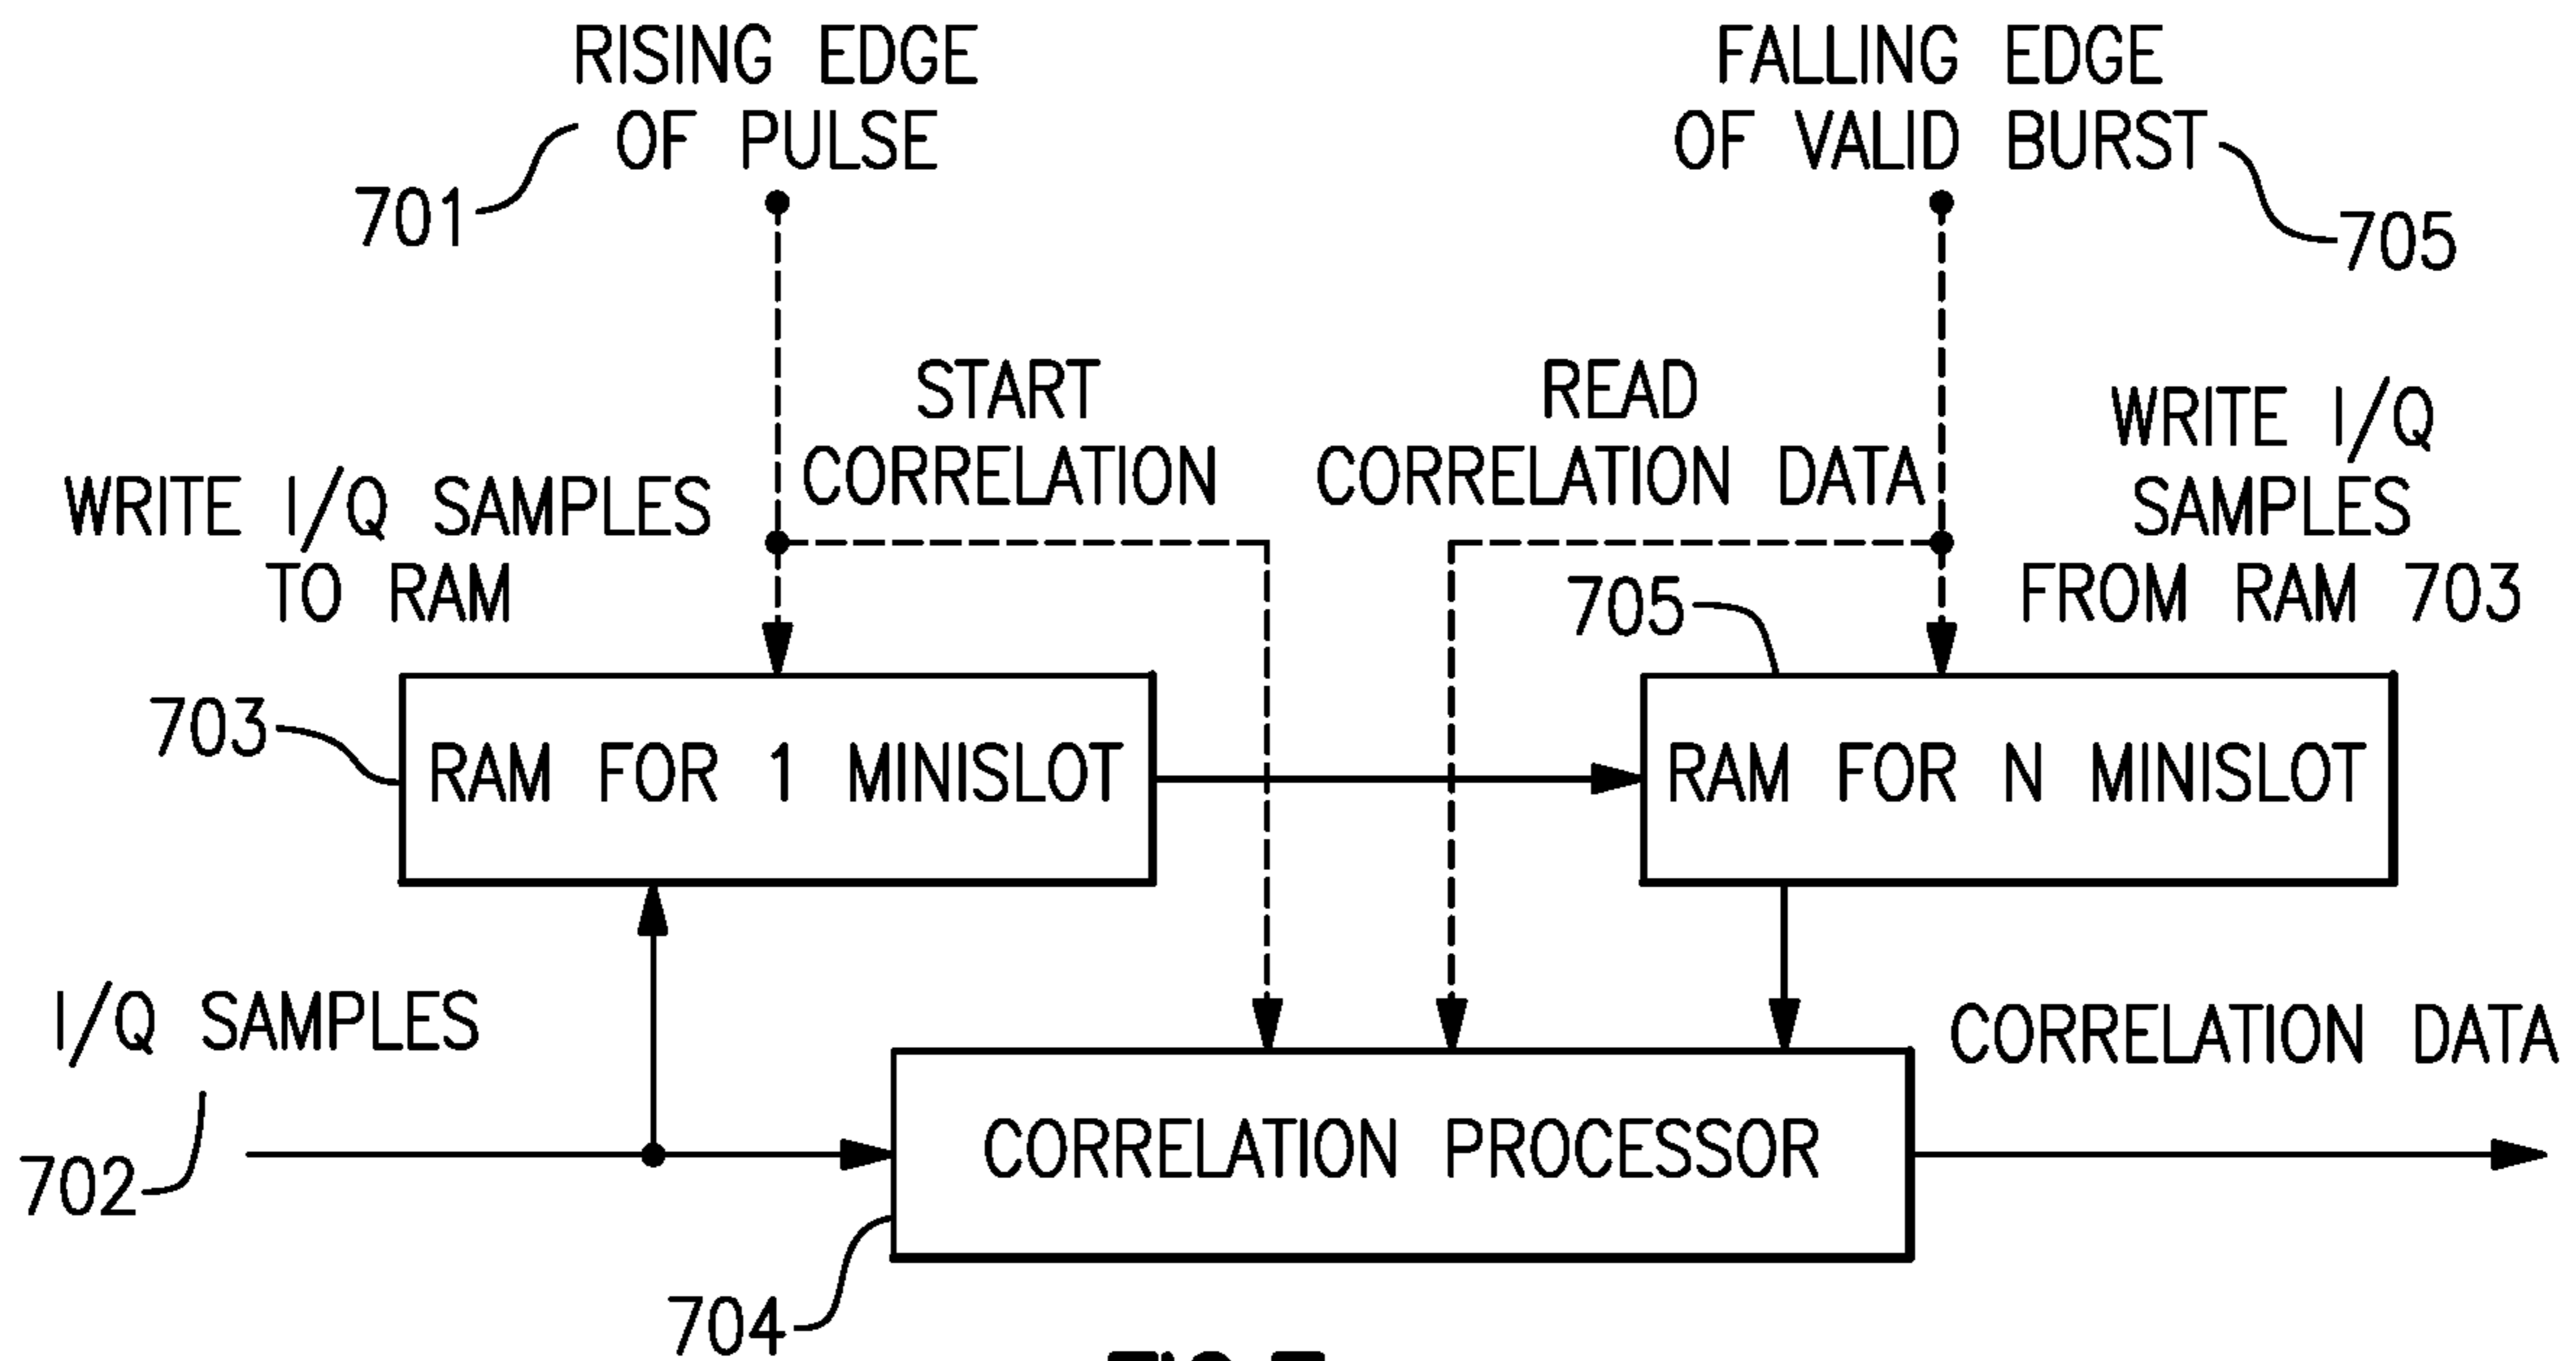 RISING EDGE
OF PULSE
701
FALLING EDGE
OF VALID BURST
705
START
CORRELATION
READ
CORRELATION DATA
WRITE I/Q
SAMPLES
FROM RAM 703
WRITE I/Q SAMPLES
TO RAM
705
703
RAM FOR 1 MINISLOT
RAM FOR N MINISLOT
I/Q SAMPLES
702
CORRELATION DATA
CORRELATION PROCESSOR
704